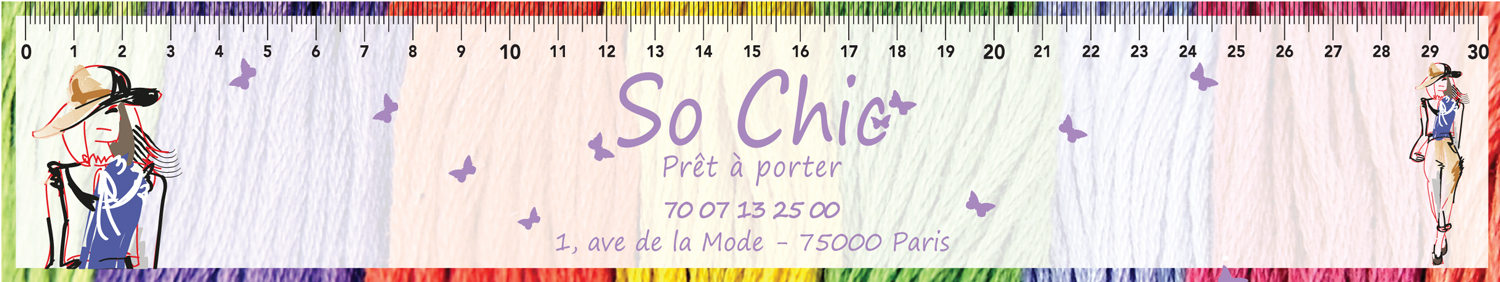 0 1 2 3 4 5 6 7 8 9 10 11 12 13 14 15 16 17 18 19 20 21 22 23 24 25 26 27 28 29 30
So Chic
Prêt à porter
70 07 13 25 00
1, ave de la Mode - 75000 Paris